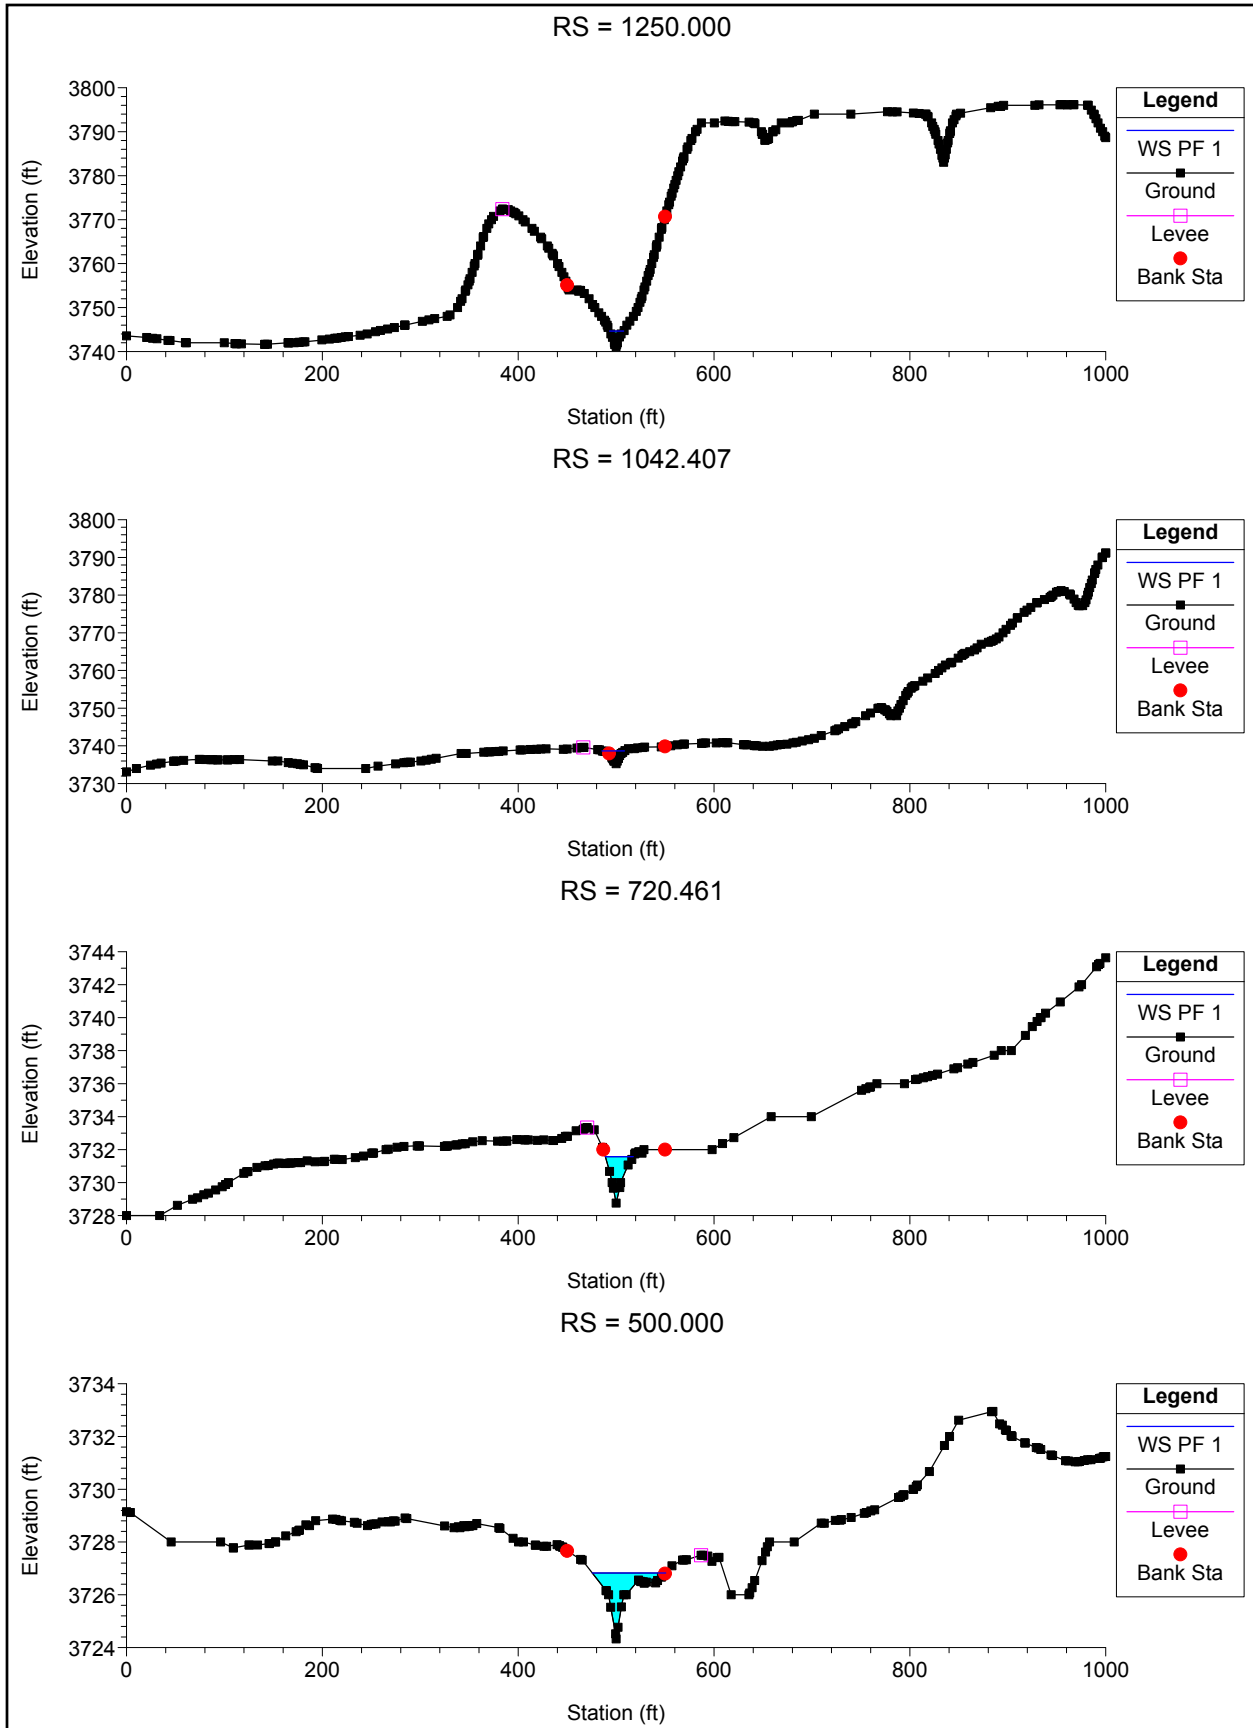 RS = 1250.000
Elevation (ft)
3800
3790
3780
3770
3760
3750
3740
0 200 400 600 800 1000
Station (ft)
Legend
WS PF 1
Ground
Levee
Bank Sta
RS = 1042.407
Elevation (ft)
3800
3790
3780
3770
3760
3750
3740
3730
0 200 400 600 800 1000
Station (ft)
Legend
WS PF 1
Ground
Levee
Bank Sta
RS = 720.461
Elevation (ft)
3744
3742
3740
3738
3736
3734
3732
3730
3728
0 200 400 600 800 1000
Station (ft)
Legend
WS PF 1
Ground
Levee
Bank Sta
RS = 500.000
Elevation (ft)
3734
3732
3730
3728
3726
3724
0 200 400 600 800 1000
Station (ft)
Legend
WS PF 1
Ground
Levee
Bank Sta